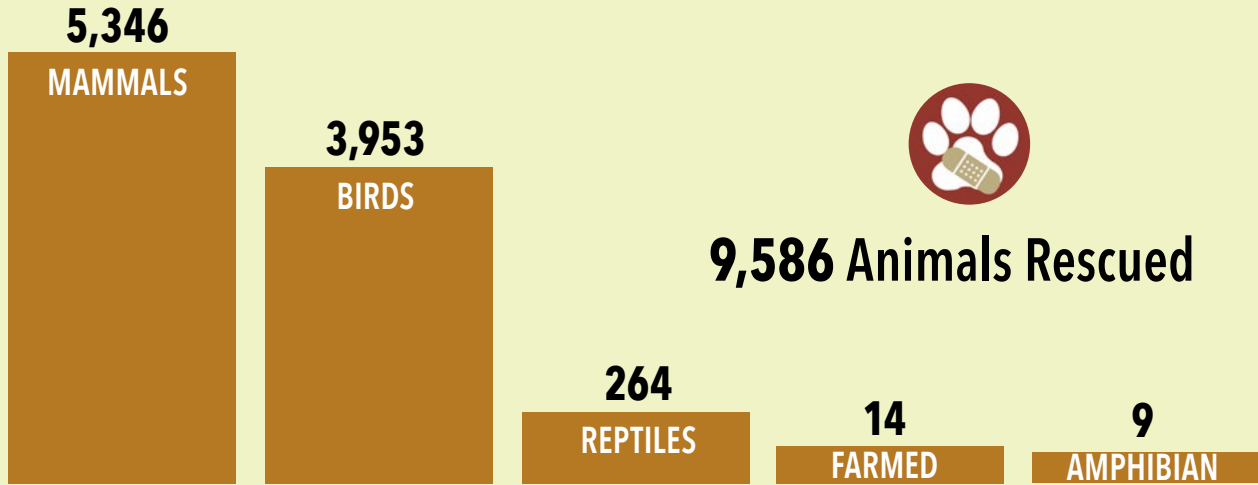 5,346
MAMMALS
3,953
BIRDS
9,586 Animals Rescued
264
REPTILES
14
FARMED
9
AMPHIBIAN